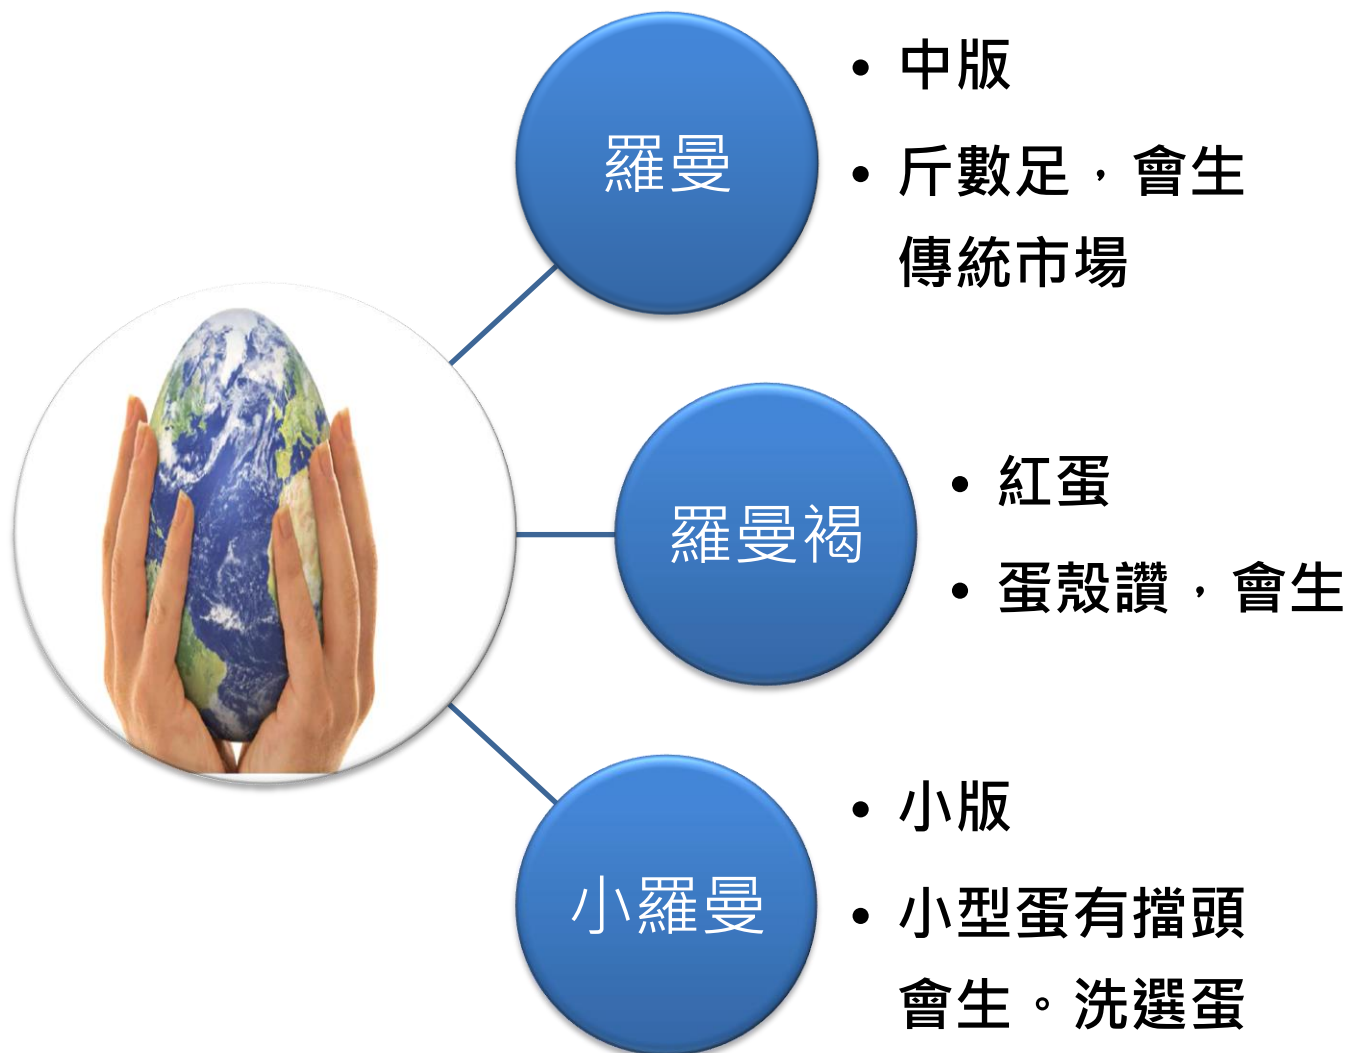 羅曼
• 中版
• 斤數足，會生
傳統市場
羅曼褐
• 紅蛋
• 蛋殼讚，會生
小羅曼
• 小版
• 小型蛋有擋頭
會生。洗選蛋